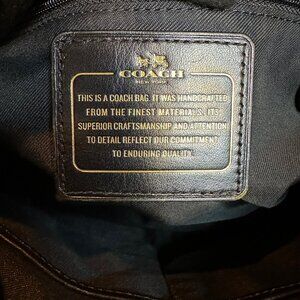 COACH
NEW YORK
THIS IS A COACH BAG. IT WAS HANDCRAFTED
FROM THE FINEST MATERIALS. ITS
SUPERIOR CRAFTSMANSHIP AND ATTENTION
TO DETAIL REFLECT OUR COMMITMENT
TO ENDURING QUALITY.